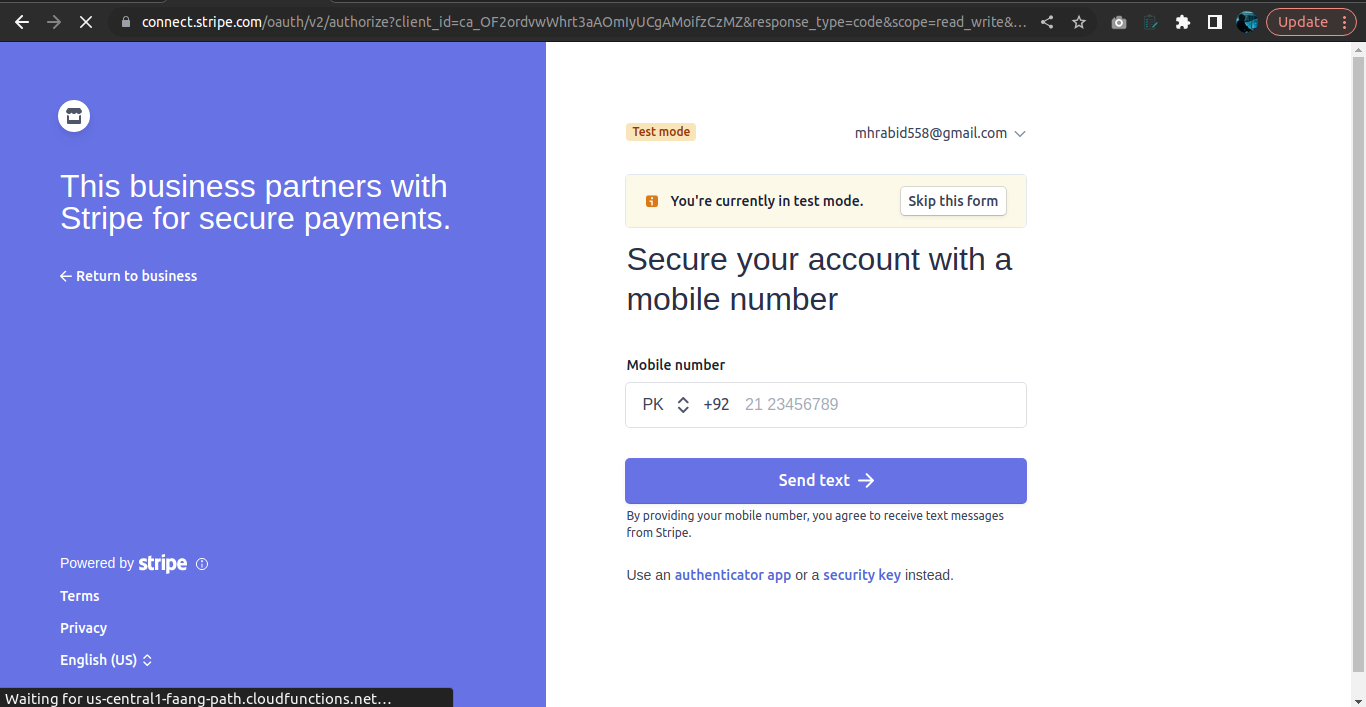 connect.stripe.com/oauth/v2/authorize?client_id=ca_OF2ordvwWhrt3aAOmIyUCgAMoifzCzMZ&response_type=code&scope=read_write&...
Update
This business partners with
Stripe for secure payments.
Return to business
Powered by stripe
Terms
Privacy
English (US)
Waiting for us-central1-faang-path.cloudfunctions.net...
Test mode
mhrabid558@gmail.com
You're currently in test mode.
Skip this form
Secure your account with a
mobile number
Mobile number
PK +92 21 23456789
Send text
By providing your mobile number, you agree to receive text messages
from Stripe.
Use an authenticator app or a security key instead.